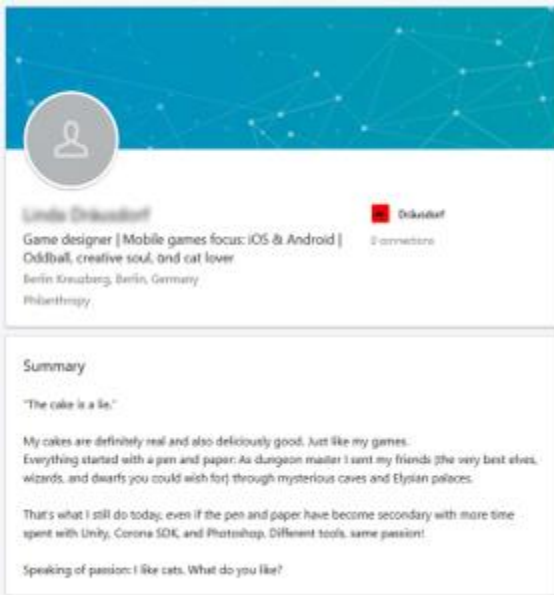 Dräusdorf
Game designer | Mobile games focus: iOS & Android |
0 connections
Oddball, creative soul, and cat lover
Berlin Kreuzberg, Berlin, Germany
Philanthropy
Summary
"The cake is a lie."
My cakes are definitely real and also deliciously good. Just like my games.
Everything started with a pen and paper: As dungeon master I sent my friends (the very best elves,
wizards, and dwarfs you could wish for) through mysterious caves and Elysian palaces.
That's what I still do today, even if the pen and paper have become secondary with more time
spent with Unity, Corona SDK, and Photoshop. Different tools, same passion!
Speaking of passion: I like cats. What do you like?